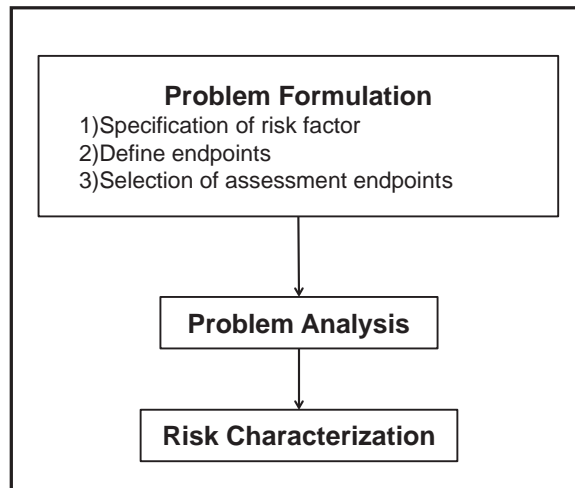 Problem Formulation
1)Specification of risk factor
2)Define endpoints
3)Selection of assessment endpoints
Problem Analysis
Risk Characterization